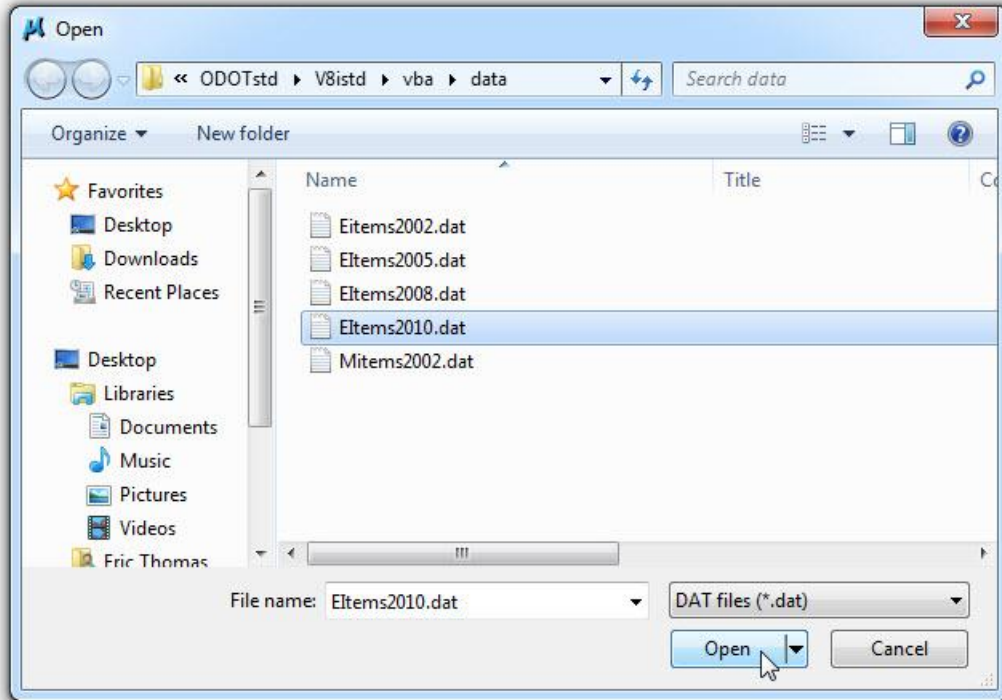 Open
« ODOTstd ▸ V8istd ▸ vba ▸ data
Search data
Organize
New folder
Name
Title
Co
Favorites
Desktop
Downloads
Recent Places
Desktop
Libraries
Documents
Music
Pictures
Videos
Eric Thomas
Eitems2002.dat
EItems2005.dat
EItems2008.dat
EItems2010.dat
Mitems2002.dat
File name: EItems2010.dat
DAT files (*.dat)
Open
Cancel